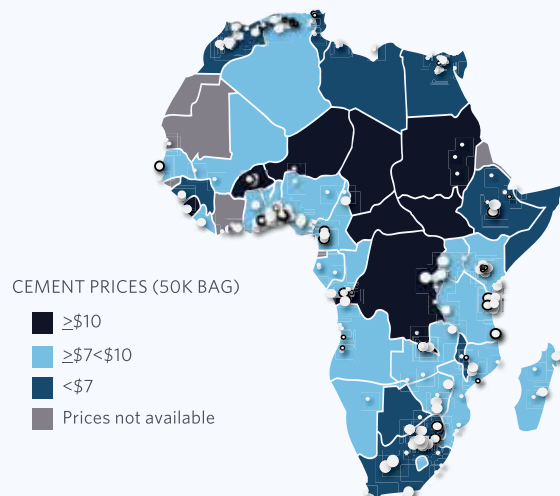 CEMENT PRICES (50K BAG)
≥$10
≥$7<$10
<$7
Prices not available